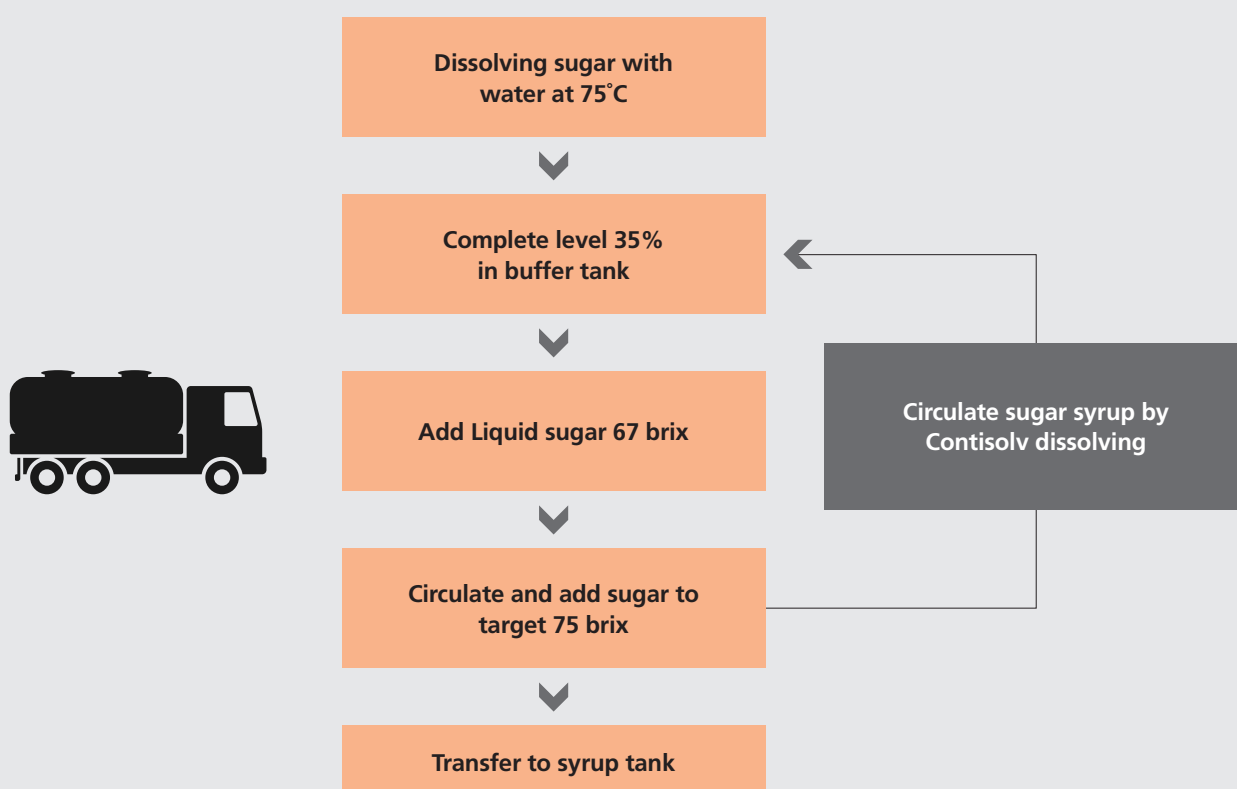 Dissolving sugar with
water at 75˚C
Complete level 35%
in buffer tank
Add Liquid sugar 67 brix
Circulate sugar syrup by
Contisolv dissolving
Circulate and add sugar to
target 75 brix
Transfer to syrup tank